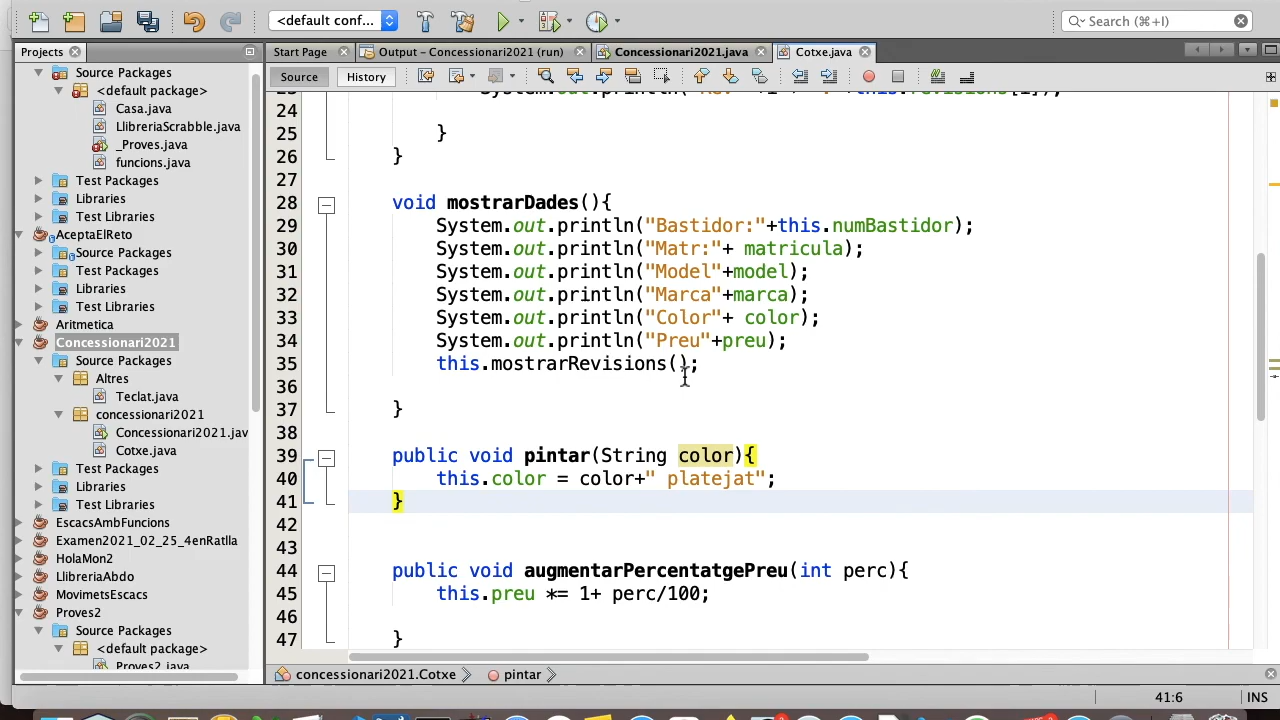 <default conf...
Search (⌘+I)
Projects
Start Page
Output – Concessionari2021 (run)
Concessionari2021.java
Cotxe.java
Source
History
Source Packages
<default package>
Casa.java
LlibreriaScrabble.java
_Proves.java
funcions.java
Test Packages
Libraries
Test Libraries
AceptaElReto
Source Packages
Test Packages
Libraries
Test Libraries
Aritmetica
Concessionari2021
Source Packages
Altres
Teclat.java
concessionari2021
Concessionari2021.jav
Cotxe.java
Test Packages
Libraries
Test Libraries
EscacsAmbFuncions
Examen2021_02_25_4enRatlla
HolaMon2
LlibreriaAbdo
MovimetsEscacs
Proves2
Source Packages
<default package>
Proves2.java
24
25 }
26 }
27
28 void mostrarDades(){
29 System.out.println("Bastidor:"+this.numBastidor);
30 System.out.println("Matr:"+ matricula);
31 System.out.println("Model"+model);
32 System.out.println("Marca"+marca);
33 System.out.println("Color"+ color);
34 System.out.println("Preu"+preu);
35 this.mostrarRevisions();
36
37 }
38
39 public void pintar(String color){
40 this.color = color+" platejat";
41 }
42
43
44 public void augmentarPercentatgePreu(int perc){
45 this.preu *= 1+ perc/100;
46
47 }
concessionari2021.Cotxe
pintar
41:6
INS